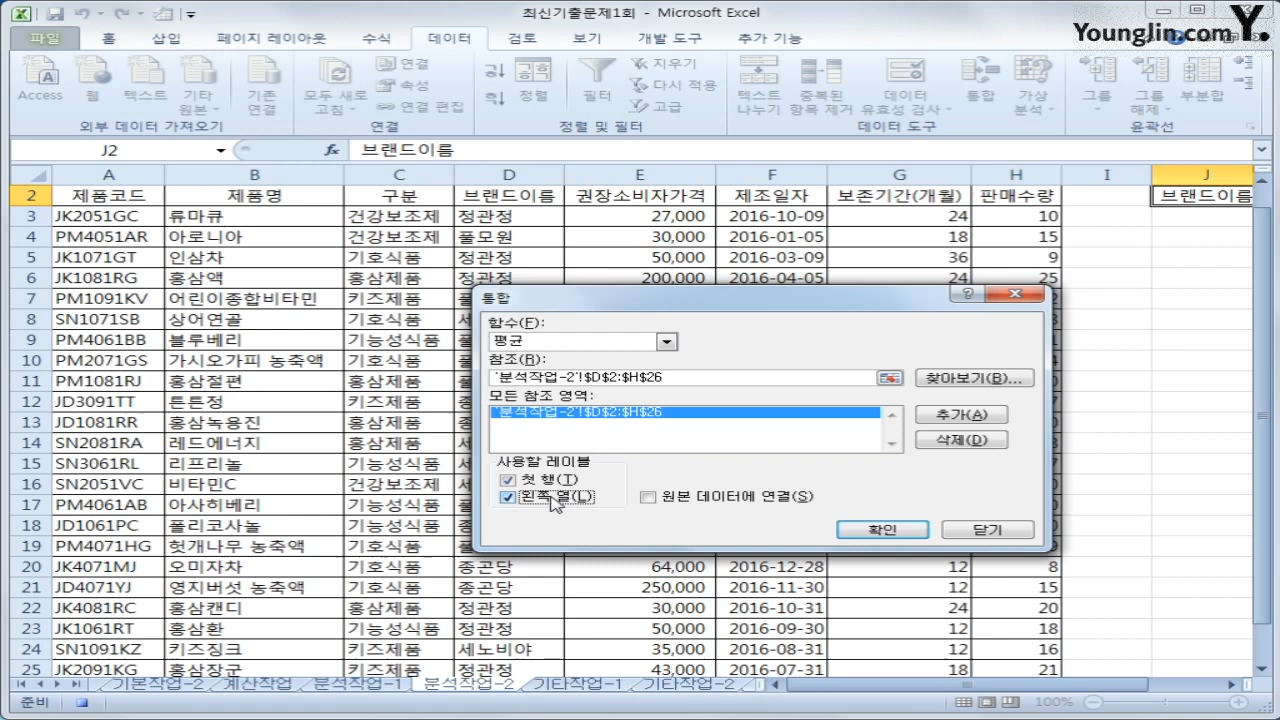 최신기출문제1회 - Microsoft Excel
YoungJin.com Y.
파일 홈 삽입 페이지 레이아웃 수식 데이터 검토 보기 개발 도구 추가 기능
Access 웹 텍스트 기타 원본 기존 연결 모두 새로 고침 연결 속성 연결 편집 정렬 필터 지우기 다시 적용 고급 텍스트 나누기 중복된 항목 제거 데이터 유효성 검사 통합 가상 분석 그룹 그룹 해제 부분합
외부 데이터 가져오기 연결 정렬 및 필터 데이터 도구 윤곽선
J2 fx 브랜드이름
A B C D E F G H I J
2 제품코드 제품명 구분 브랜드이름 권장소비자가격 제조일자 보존기간(개월) 판매수량 브랜드이름
3 JK2051GC 류마큐 건강보조제 정관정 27,000 2016-10-09 24 10
4 PM4051AR 아로니아 건강보조제 풀모원 30,000 2016-01-05 18 15
5 JK1071GT 인삼차 기호식품 정관정 50,000 2016-03-09 36 9
6 JK1081RG 홍삼액 홍삼제품 정관정 200,000 2016-04-05 24 25
7 PM1091KV 어린이종합비타민 키즈제품
8 SN1071SB 상어연골 기호식품
9 PM4061BB 블루베리 기능성식품
10 PM2071GS 가시오가피 농축액 기호식품
11 PM1081RJ 홍삼절편 홍삼제품
12 JD3091TT 튼튼정 키즈제품
13 JD1081RR 홍삼녹용진 홍삼제품
14 SN2081RA 레드에너지 홍삼제품
15 SN3061RL 리프리놀 기능성식품
16 SN2051VC 비타민C 건강보조제
17 PM4061AB 아사히베리 기능성식품
18 JD1061PC 폴리코사놀 기능성식품
19 PM4071HG 헛개나무 농축액 기호식품
20 JK4071MJ 오미자차 기호식품 종곤당 64,000 2016-12-28 12 8
21 JD4071YJ 영지버섯 농축액 기호식품 종곤당 250,000 2016-11-30 12 15
22 JK4081RC 홍삼캔디 홍삼제품 정관정 30,000 2016-10-31 24 20
23 JK1061RT 홍삼환 기능성식품 정관정 50,000 2016-09-30 12 18
24 SN1091KZ 키즈징크 키즈제품 세노비야 35,000 2016-08-31 12 16
25 JK2091KG 홍삼장군 키즈제품 정관정 43,000 2016-07-31 18 21
통합
함수(F):
평균
참조(R):
'분석작업-2'!$D$2:$H$26 찾아보기(B)...
모든 참조 영역:
'분석작업-2'!$D$2:$H$26 추가(A)
삭제(D)
사용할 레이블
첫 행(T)
왼쪽 열(L) 원본 데이터에 연결(S)
확인 닫기
기본작업-2 계산작업 분석작업-1 분석작업-2 기타작업-1 기타작업-2
준비 100%